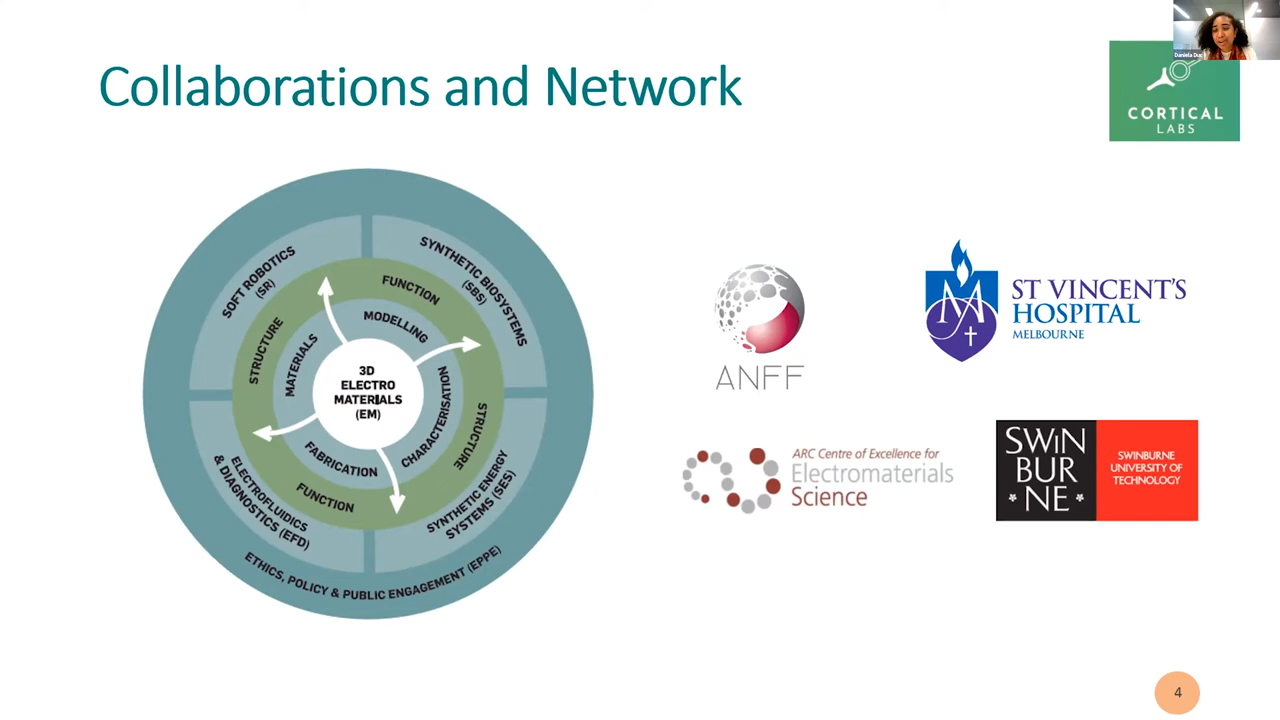 Collaborations and Network
Daniela Duc
CORTICAL
LABS
SOFT ROBOTICS
(SR)
SYNTHETIC BIOSYSTEMS
(SBS)
FUNCTION
STRUCTURE
MODELLING
MATERIALS
CHARACTERISATION
FABRICATION
3D
ELECTRO
MATERIALS
(EM)
STRUCTURE
FUNCTION
ELECTROFLUIDICS
& DIAGNOSTICS (EFD)
SYNTHETIC ENERGY
SYSTEMS (SES)
ETHICS, POLICY & PUBLIC ENGAGEMENT (EPPE)
ANFF
ST VINCENT'S
HOSPITAL
MELBOURNE
ARC Centre of Excellence for
Electromaterials
Science
SWiN
BUR
* NE *
SWINBURNE
UNIVERSITY OF
TECHNOLOGY
4